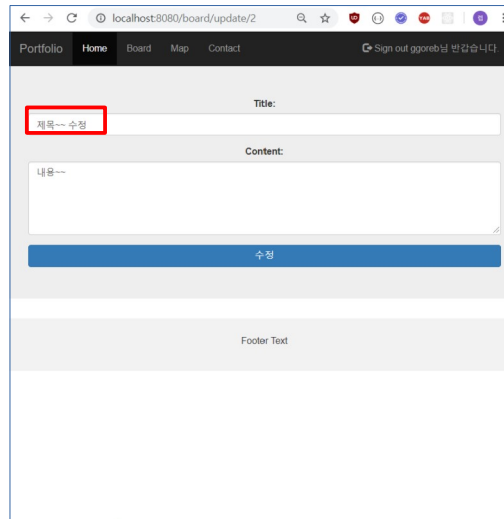 localhost:8080/board/update/2
Portfolio Home Board Map Contact Sign out ggoreb님 반갑습니다.
Title:
제목~~ 수정
Content:
내용~~
수정
Footer Text